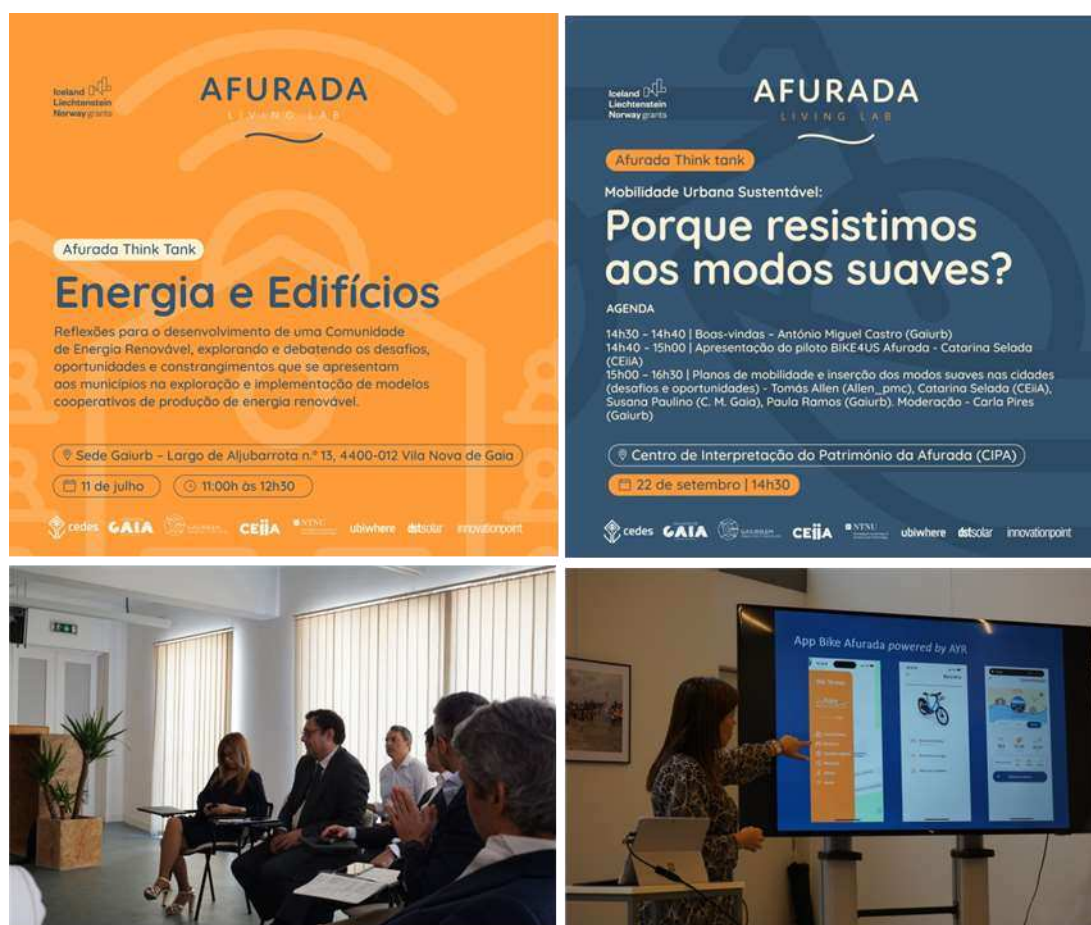 Iceland
Liechtenstein
Norway grants
AFURADA
LIVING LAB
Afurada Think Tank
Energia e Edifícios
Reflexões para o desenvolvimento de uma Comunidade
de Energia Renovável, explorando e debatendo os desafios,
oportunidades e constrangimentos que se apresentam
aos municípios na exploração e implementação de modelos
cooperativos de produção de energia renovável.
Sede Gaiurb – Largo de Aljubarrota n.º 13, 4400-012 Vila Nova de Gaia
11 de julho
11:00h às 12h30
cedes GAIA CEiiA NTNU ubiwhere dstsolar innovationpoint
Iceland
Liechtenstein
Norway grants
AFURADA
LIVING LAB
Afurada Think tank
Mobilidade Urbana Sustentável:
Porque resistimos
aos modos suaves?
AGENDA
14h30 – 14h40 | Boas-vindas – António Miguel Castro (Gaiurb)
14h40 – 15h00 | Apresentação do piloto BIKE4US Afurada - Catarina Selada
(CEiiA)
15h00 – 16h30 | Planos de mobilidade e inserção dos modos suaves nas cidades
(desafios e oportunidades) - Tomás Allen (Allen_pmc), Catarina Selada (CEiiA),
Susana Paulino (C. M. Gaia), Paula Ramos (Gaiurb). Moderação - Carla Pires
(Gaiurb)
Centro de Interpretação do Património da Afurada (CIPA)
22 de setembro | 14h30
cedes GAIA CEiiA NTNU ubiwhere dstsolar innovationpoint
App Bike Afurada powered by AYR